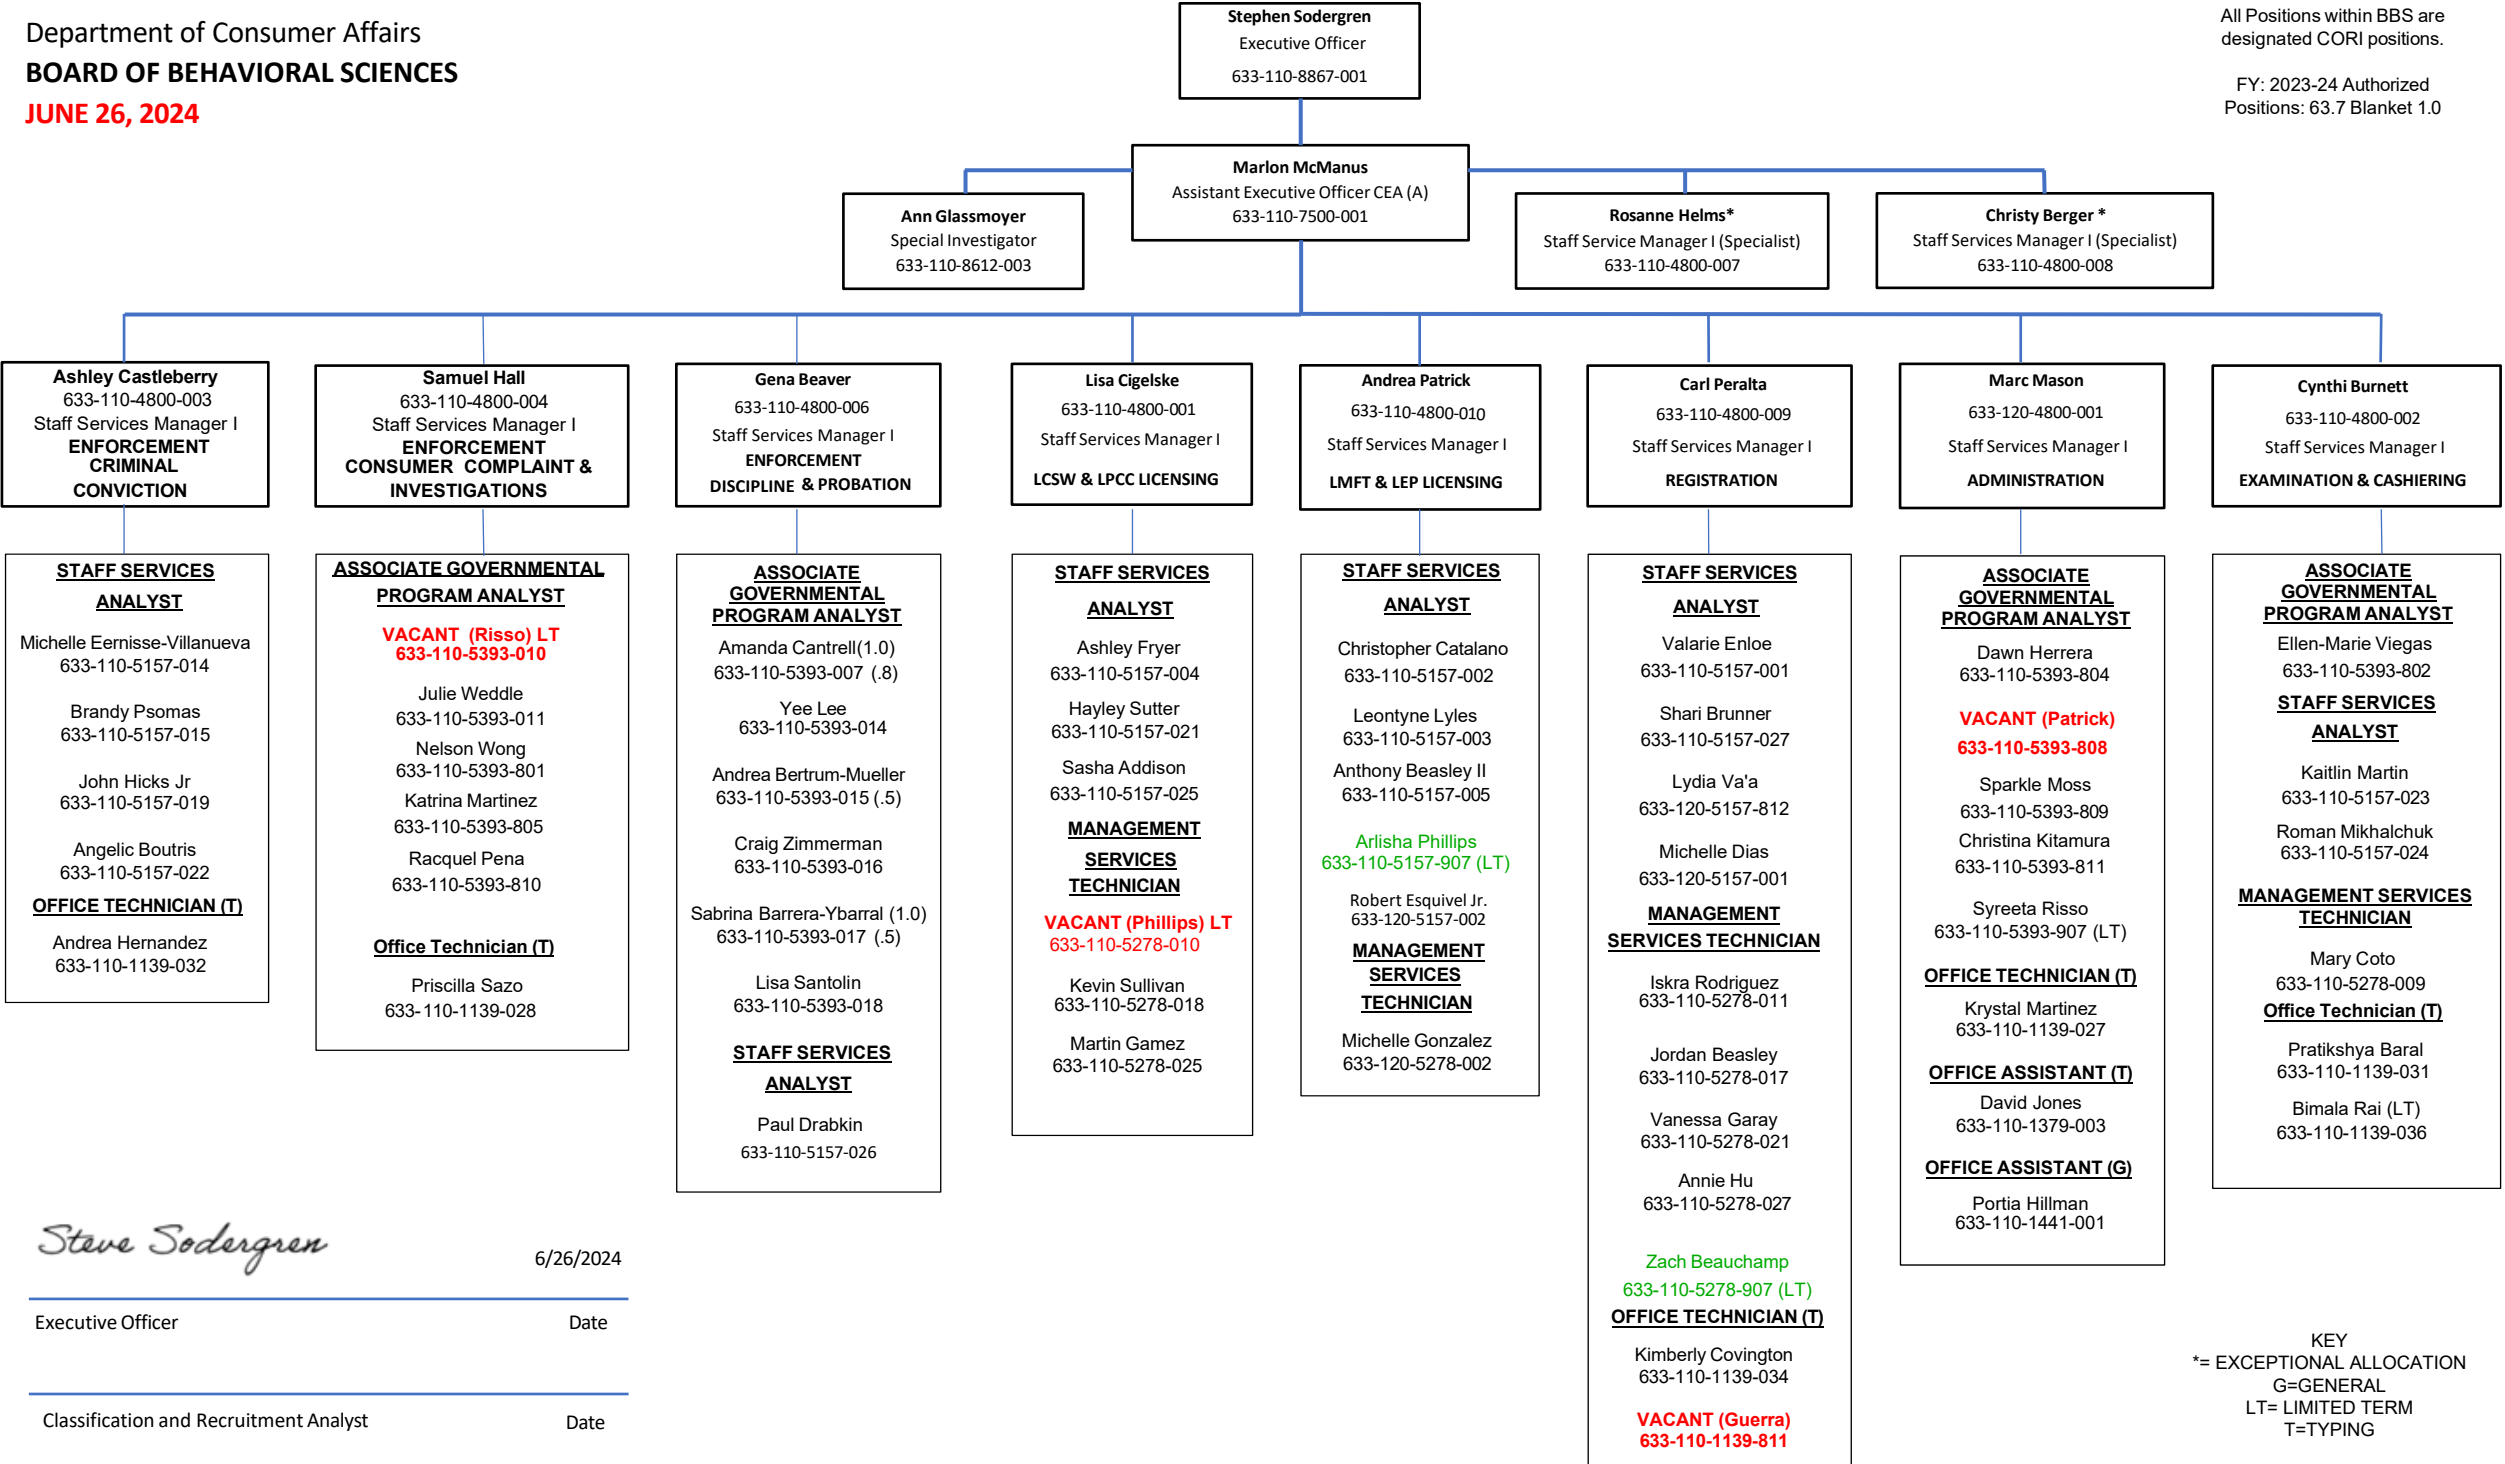 Department of Consumer Affairs
BOARD OF BEHAVIORAL SCIENCES
JUNE 26, 2024
Stephen Sodergren
Executive Officer
633-110-8867-001
All Positions within BBS are
designated CORI positions.
FY: 2023-24 Authorized
Positions: 63.7 Blanket 1.0
Marlon McManus
Assistant Executive Officer CEA (A)
633-110-7500-001
Ann Glassmoyer
Special Investigator
633-110-8612-003
Rosanne Helms*
Staff Service Manager I (Specialist)
633-110-4800-007
Christy Berger *
Staff Services Manager I (Specialist)
633-110-4800-008
Ashley Castleberry
633-110-4800-003
Staff Services Manager I
ENFORCEMENT
CRIMINAL
CONVICTION
STAFF SERVICES
ANALYST
Michelle Eernisse-Villanueva
633-110-5157-014
Brandy Psomas
633-110-5157-015
John Hicks Jr
633-110-5157-019
Angelic Boutris
633-110-5157-022
OFFICE TECHNICIAN (T)
Andrea Hernandez
633-110-1139-032
Samuel Hall
633-110-4800-004
Staff Services Manager I
ENFORCEMENT
CONSUMER COMPLAINT &
INVESTIGATIONS
ASSOCIATE GOVERNMENTAL
PROGRAM ANALYST
VACANT (Risso) LT
633-110-5393-010
Julie Weddle
633-110-5393-011
Nelson Wong
633-110-5393-801
Katrina Martinez
633-110-5393-805
Racquel Pena
633-110-5393-810
Office Technician (T)
Priscilla Sazo
633-110-1139-028
Gena Beaver
633-110-4800-006
Staff Services Manager I
ENFORCEMENT
DISCIPLINE & PROBATION
ASSOCIATE
GOVERNMENTAL
PROGRAM ANALYST
Amanda Cantrell(1.0)
633-110-5393-007 (.8)
Yee Lee
633-110-5393-014
Andrea Bertrum-Mueller
633-110-5393-015 (.5)
Craig Zimmerman
633-110-5393-016
Sabrina Barrera-Ybarral (1.0)
633-110-5393-017 (.5)
Lisa Santolin
633-110-5393-018
STAFF SERVICES
ANALYST
Paul Drabkin
633-110-5157-026
Lisa Cigelske
633-110-4800-001
Staff Services Manager I
LCSW & LPCC LICENSING
STAFF SERVICES
ANALYST
Ashley Fryer
633-110-5157-004
Hayley Sutter
633-110-5157-021
Sasha Addison
633-110-5157-025
MANAGEMENT
SERVICES
TECHNICIAN
VACANT (Phillips) LT
633-110-5278-010
Kevin Sullivan
633-110-5278-018
Martin Gamez
633-110-5278-025
Andrea Patrick
633-110-4800-010
Staff Services Manager I
LMFT & LEP LICENSING
STAFF SERVICES
ANALYST
Christopher Catalano
633-110-5157-002
Leontyne Lyles
633-110-5157-003
Anthony Beasley II
633-110-5157-005
Arlisha Phillips
633-110-5157-907 (LT)
Robert Esquivel Jr.
633-120-5157-002
MANAGEMENT
SERVICES
TECHNICIAN
Michelle Gonzalez
633-120-5278-002
Carl Peralta
633-110-4800-009
Staff Services Manager I
REGISTRATION
STAFF SERVICES
ANALYST
Valarie Enloe
633-110-5157-001
Shari Brunner
633-110-5157-027
Lydia Va'a
633-120-5157-812
Michelle Dias
633-120-5157-001
MANAGEMENT
SERVICES TECHNICIAN
Iskra Rodriguez
633-110-5278-011
Jordan Beasley
633-110-5278-017
Vanessa Garay
633-110-5278-021
Annie Hu
633-110-5278-027
Zach Beauchamp
633-110-5278-907 (LT)
OFFICE TECHNICIAN (T)
Kimberly Covington
633-110-1139-034
VACANT (Guerra)
633-110-1139-811
Marc Mason
633-120-4800-001
Staff Services Manager I
ADMINISTRATION
ASSOCIATE
GOVERNMENTAL
PROGRAM ANALYST
Dawn Herrera
633-110-5393-804
VACANT (Patrick)
633-110-5393-808
Sparkle Moss
633-110-5393-809
Christina Kitamura
633-110-5393-811
Syreeta Risso
633-110-5393-907 (LT)
OFFICE TECHNICIAN (T)
Krystal Martinez
633-110-1139-027
OFFICE ASSISTANT (T)
David Jones
633-110-1379-003
OFFICE ASSISTANT (G)
Portia Hillman
633-110-1441-001
Cynthi Burnett
633-110-4800-002
Staff Services Manager I
EXAMINATION & CASHIERING
ASSOCIATE
GOVERNMENTAL
PROGRAM ANALYST
Ellen-Marie Viegas
633-110-5393-802
STAFF SERVICES
ANALYST
Kaitlin Martin
633-110-5157-023
Roman Mikhalchuk
633-110-5157-024
MANAGEMENT SERVICES
TECHNICIAN
Mary Coto
633-110-5278-009
Office Technician (T)
Pratikshya Baral
633-110-1139-031
Bimala Rai (LT)
633-110-1139-036
Steve Sodergren 6/26/2024
Executive Officer Date
Classification and Recruitment Analyst Date
KEY
*= EXCEPTIONAL ALLOCATION
G=GENERAL
LT= LIMITED TERM
T=TYPING